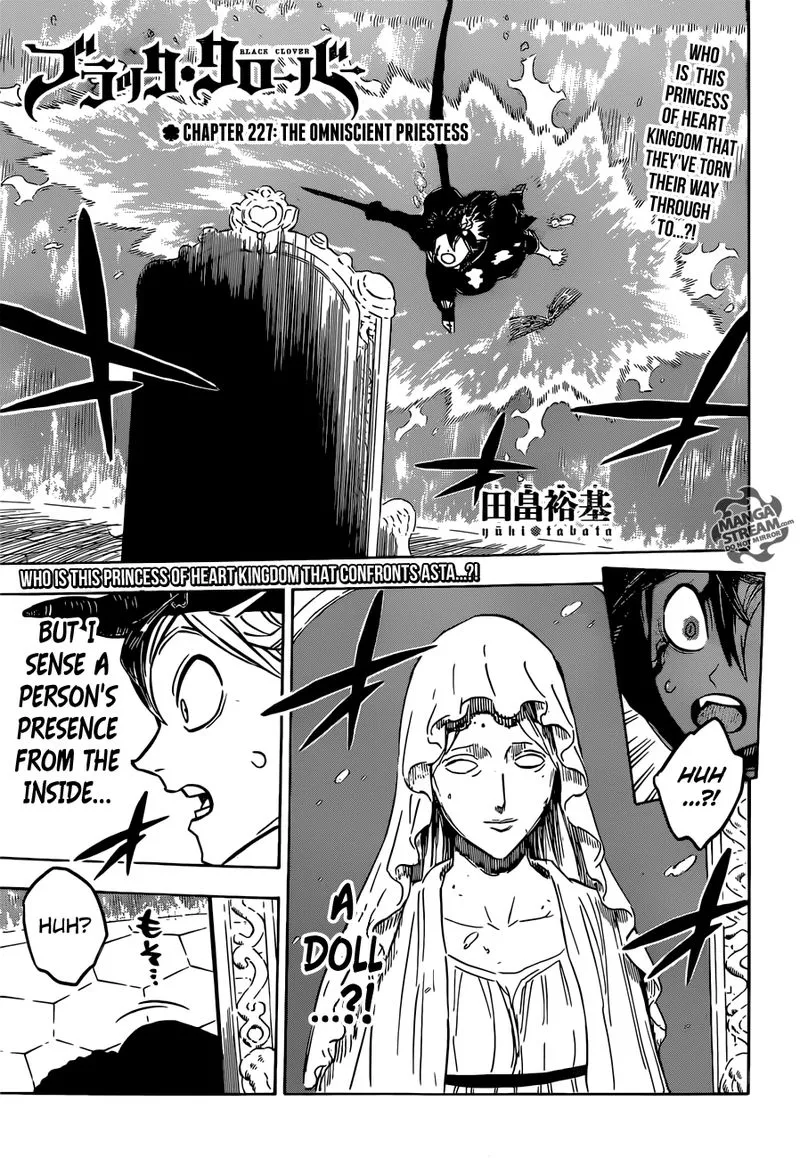 BLACK CLOVER
ブラック・クローバー
CHAPTER 227: THE OMNISCIENT PRIESTESS
WHO
IS THIS
PRINCESS
OF HEART
KINGDOM THAT
THEY'VE TORN
THEIR WAY
THROUGH
TO...?!
田畠裕基
yūki tabata
MANGA
STREAM.COM
DO NOT MIRROR
WHO IS THIS PRINCESS OF HEART KINGDOM THAT CONFRONTS ASTA...?!
HUH
...?!
A
DOLL
...?!
BUT I
SENSE A
PERSON'S
PRESENCE
FROM THE
INSIDE...
HUH?